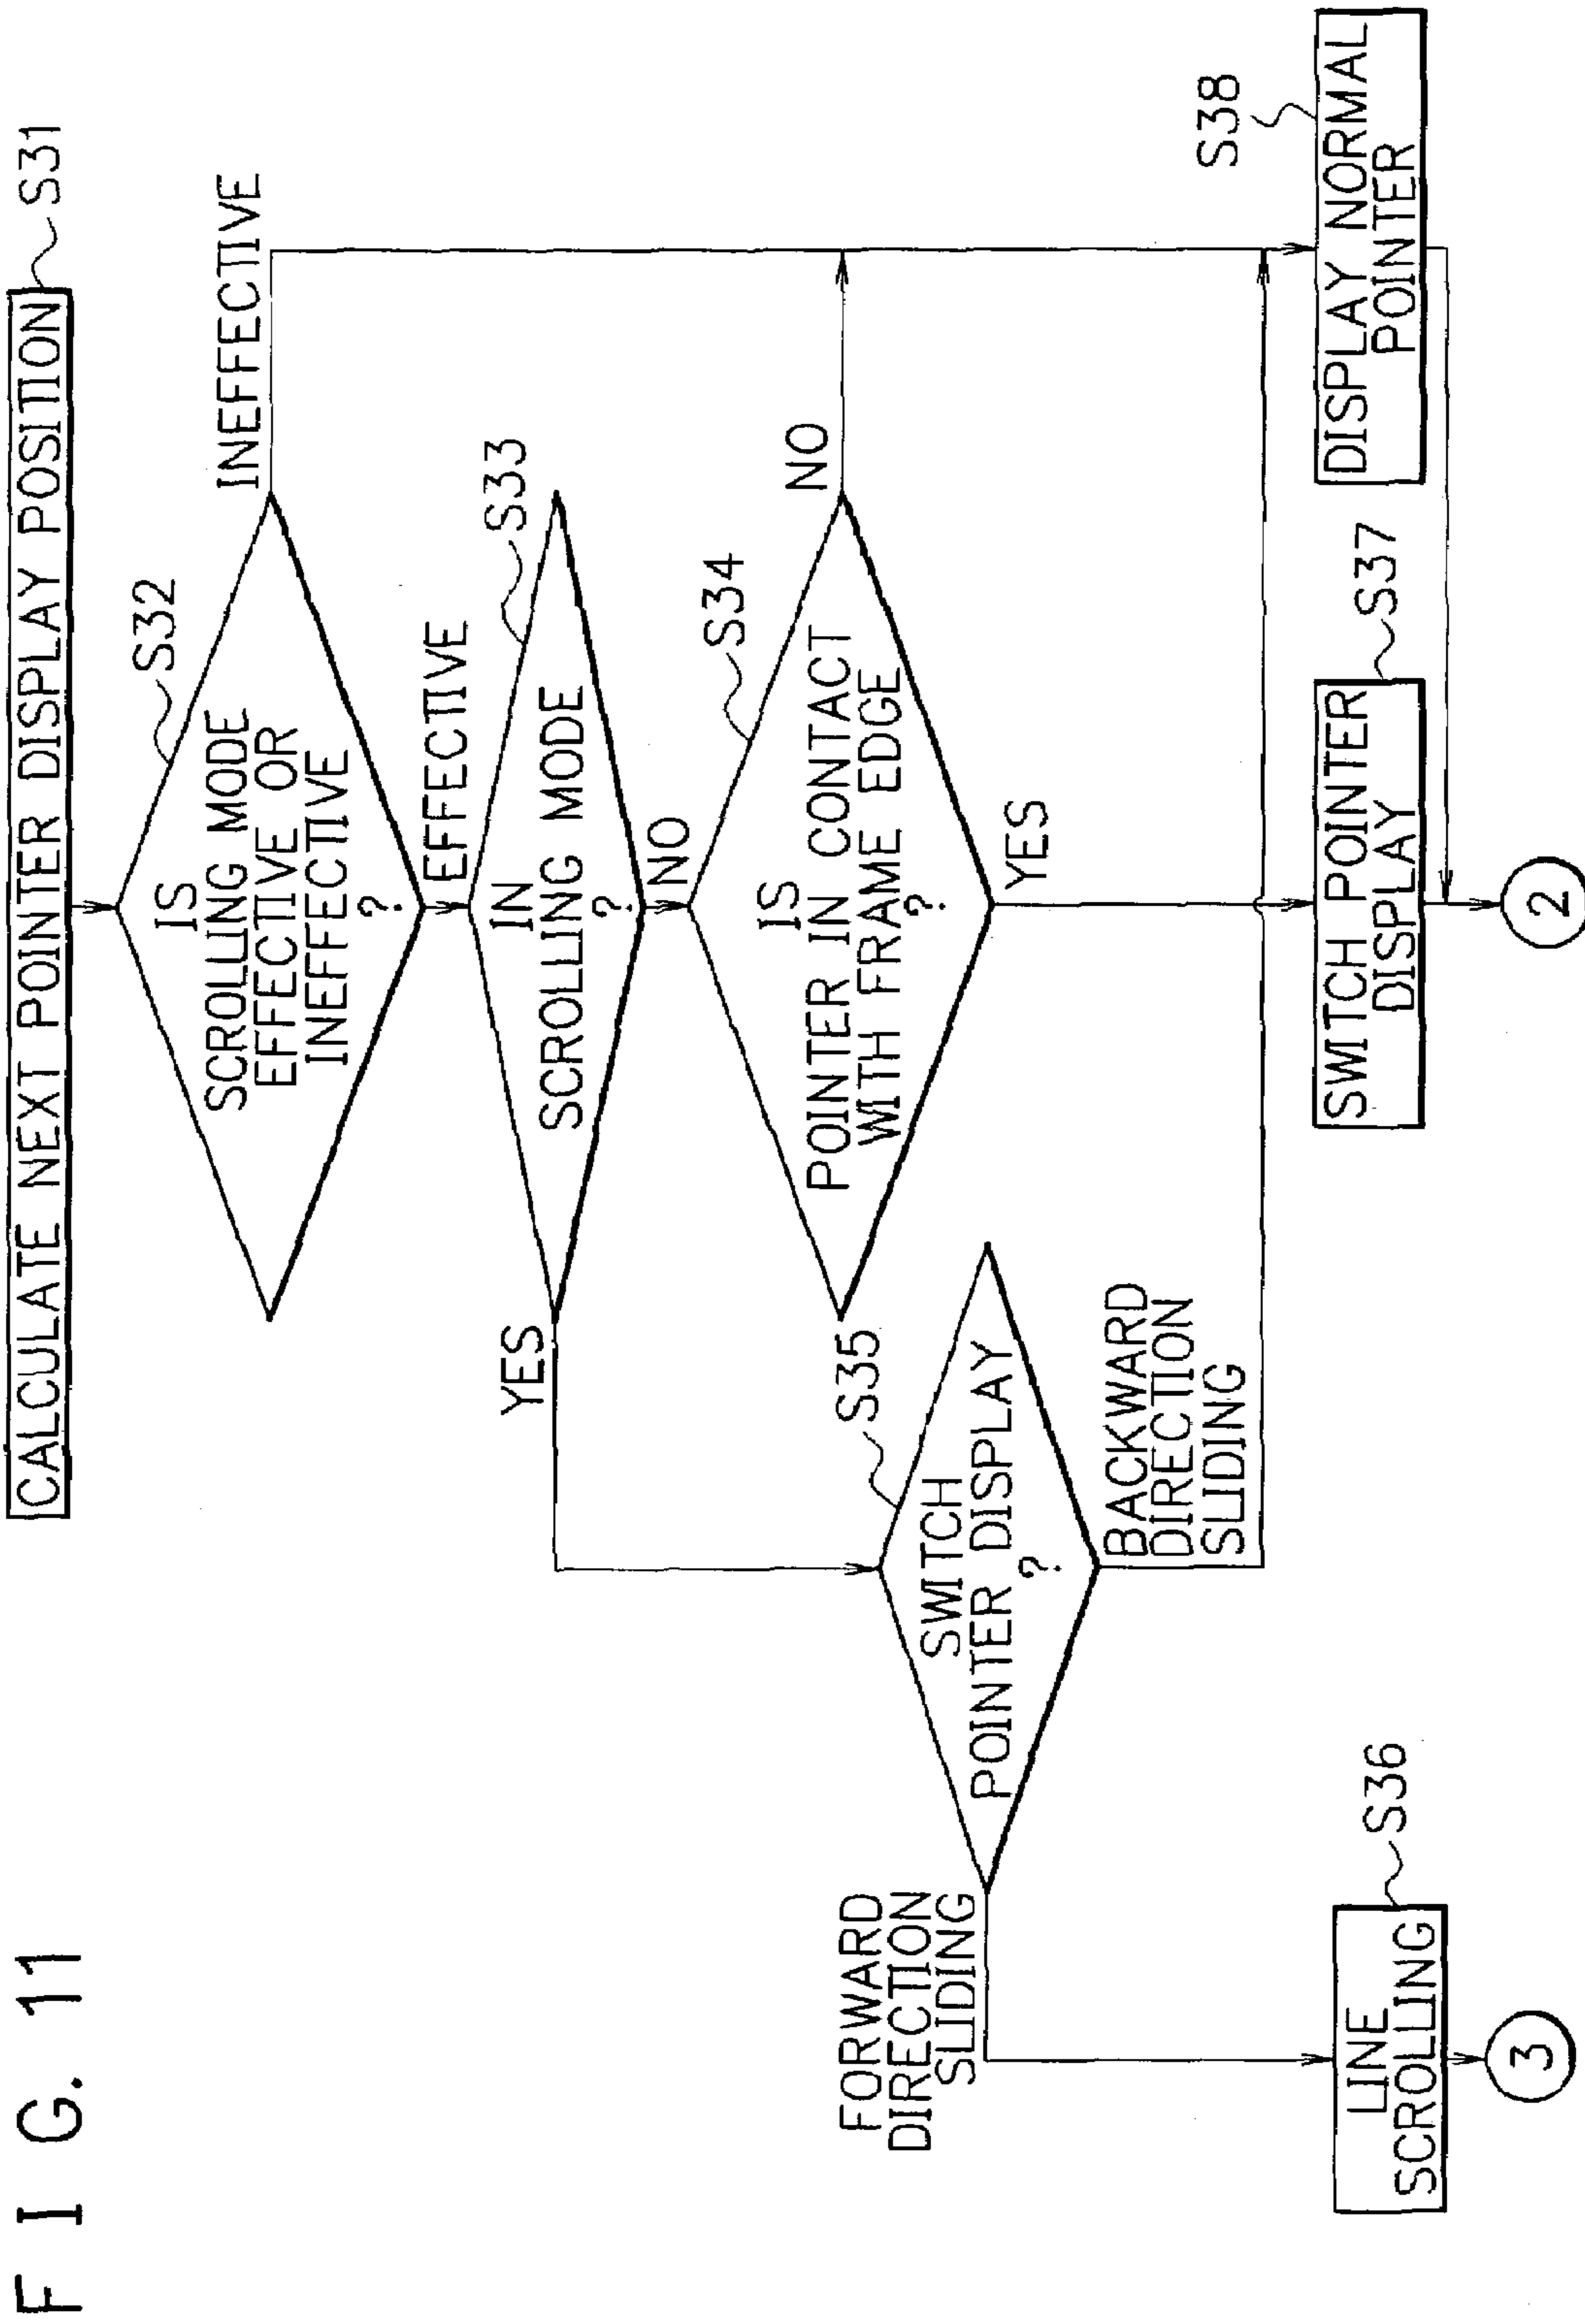 F I G. 11
CALCULATE NEXT POINTER DISPLAY POSITION
S31
S32
IS
SCROLLING MODE
EFFECTIVE OR
INEFFECTIVE
?
INEFFECTIVE
EFFECTIVE
S33
IN
SCROLLING MODE
?
YES
NO
S34
IS
POINTER IN CONTACT
WITH FRAME EDGE
?
NO
YES
S35
SWITCH
POINTER DISPLAY
?
FORWARD
DIRECTION
SLIDING
BACKWARD
DIRECTION
SLIDING
LINE
SCROLLING
S36
SWITCH POINTER
DISPLAY
S37
DISPLAY NORMAL
POINTER
S38
3
2